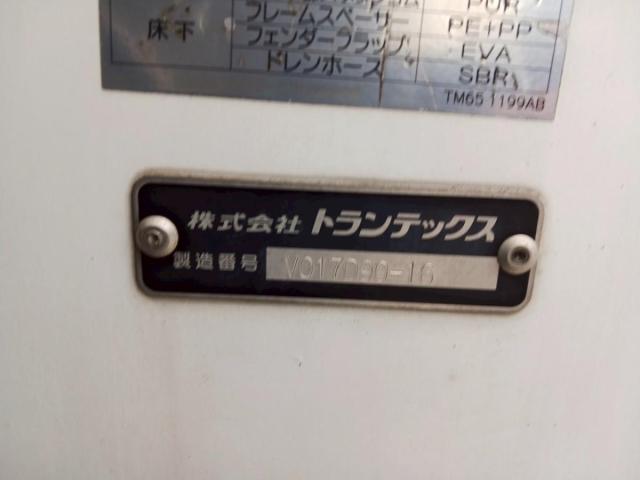 PUR
床下 フレームスペーサー PE+PP
フェンダーフラップ EVA
ドレンホース SBR
TM65 1199AB
株式会社 トランテックス
製造番号 V017D90-16